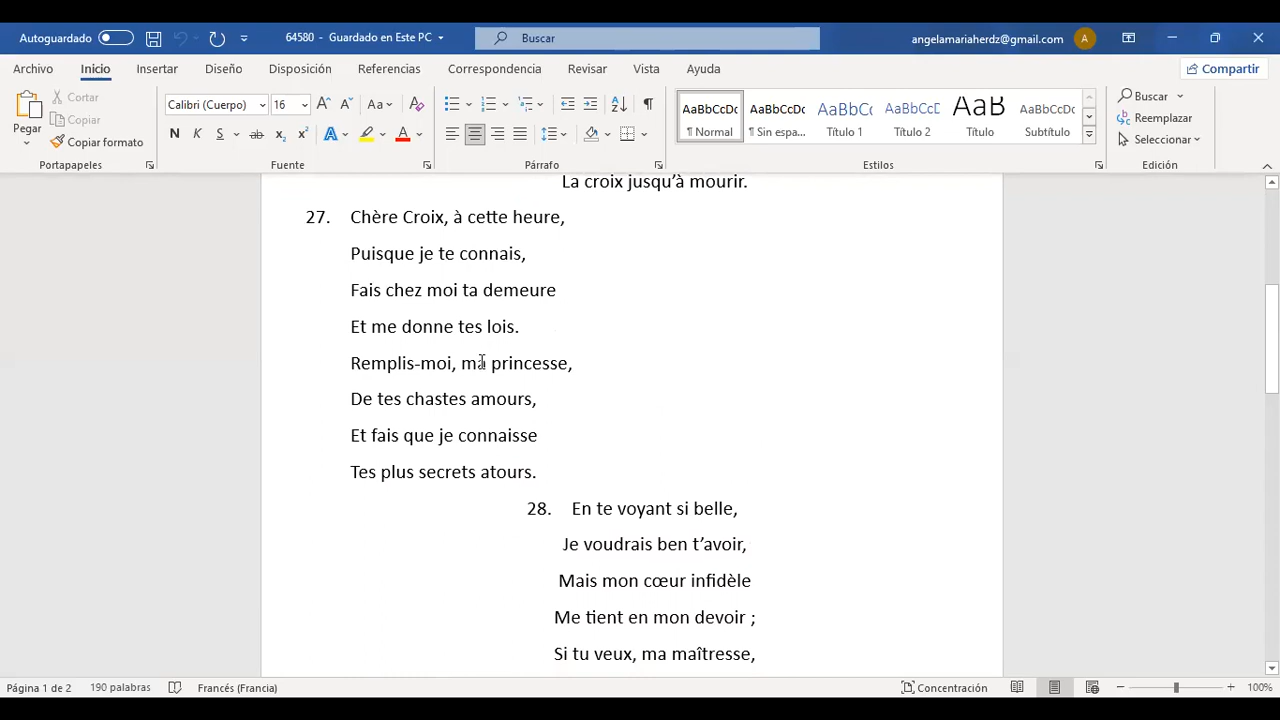 Autoguardado 64580 - Guardado en Este PC Buscar angelamariaherdz@gmail.com A
Archivo Inicio Insertar Diseño Disposición Referencias Correspondencia Revisar Vista Ayuda Compartir
Pegar Cortar Copiar Copiar formato
Calibri (Cuerpo) 16 A A Aa A
N K S ab x₂ x² A A A
AaBbCcDc AaBbCcDc AaBbCc AaBbCcD AaB AaBbCcDc
¶ Normal ¶ Sin espa... Título 1 Título 2 Título Subtítulo
Buscar
Reemplazar
Seleccionar
Portapapeles Fuente Párrafo Estilos Edición
La croix jusqu’à mourir.
27. Chère Croix, à cette heure,
Puisque je te connais,
Fais chez moi ta demeure
Et me donne tes lois.
Remplis-moi, ma princesse,
De tes chastes amours,
Et fais que je connaisse
Tes plus secrets atours.
28. En te voyant si belle,
Je voudrais ben t’avoir,
Mais mon cœur infidèle
Me tient en mon devoir ;
Si tu veux, ma maîtresse,
Página 1 de 2 190 palabras Francés (Francia) Concentración 100%